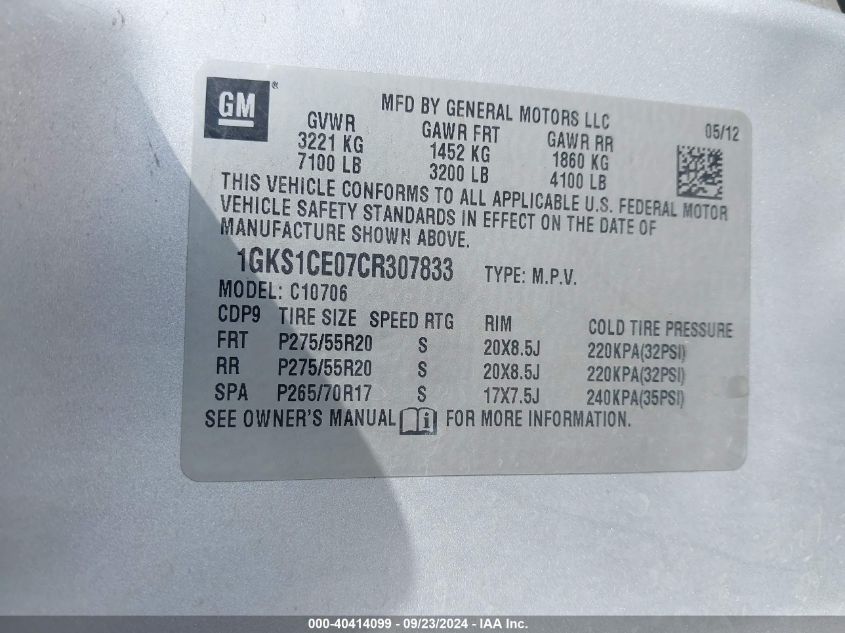 GM®
MFD BY GENERAL MOTORS LLC
05/12
GVWR GAWR FRT GAWR RR
3221 KG 1452 KG 1860 KG
7100 LB 3200 LB 4100 LB
THIS VEHICLE CONFORMS TO ALL APPLICABLE U.S. FEDERAL MOTOR
VEHICLE SAFETY STANDARDS IN EFFECT ON THE DATE OF
MANUFACTURE SHOWN ABOVE.
1GKS1CE07CR307833 TYPE: M.P.V.
MODEL: C10706
CDP9 TIRE SIZE SPEED RTG RIM COLD TIRE PRESSURE
FRT P275/55R20 S 20X8.5J 220KPA(32PSI)
RR P275/55R20 S 20X8.5J 220KPA(32PSI)
SPA P265/70R17 S 17X7.5J 240KPA(35PSI)
SEE OWNER'S MANUAL i FOR MORE INFORMATION.
000-40414099 - 09/23/2024 - IAA Inc.